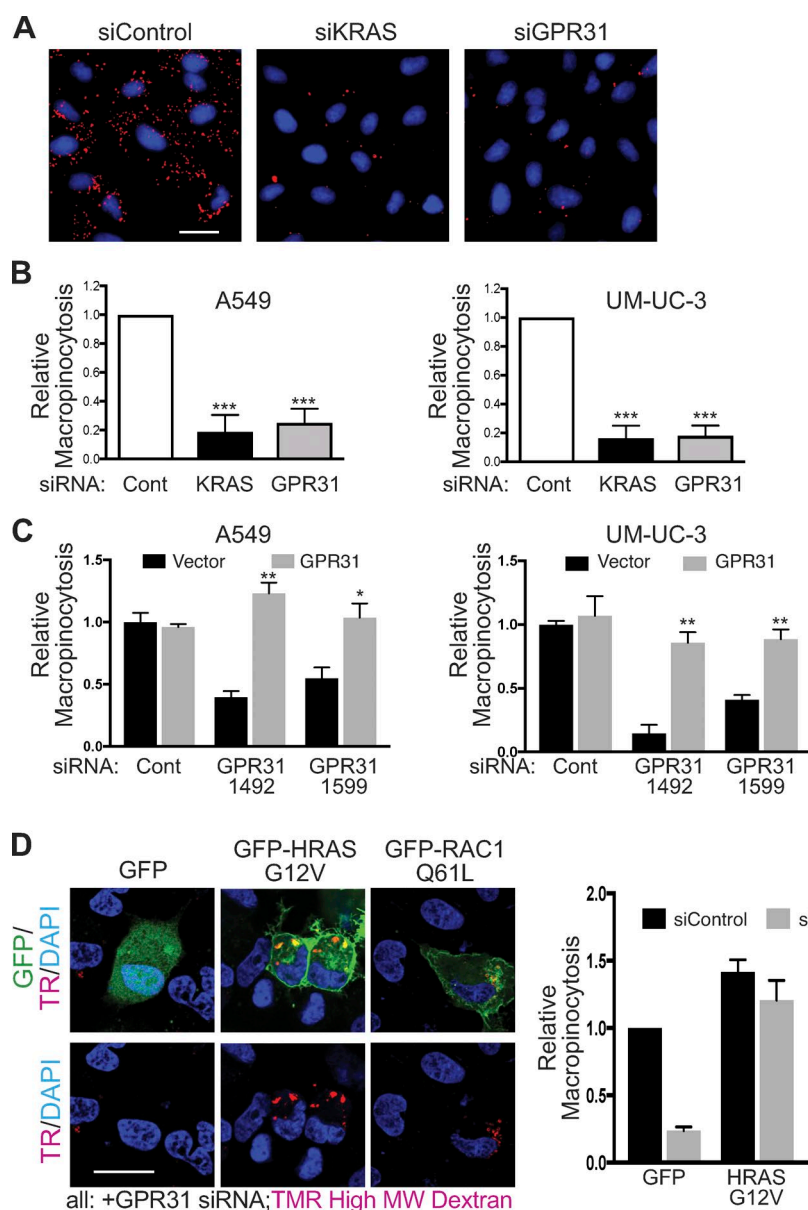 A
siControl
siKRAS
siGPR31
B
A549
Relative
Macropinocytosis
1.2
1.0
0.8
0.6
0.4
0.2
0.0
***
***
siRNA: Cont KRAS GPR31
UM-UC-3
Relative
Macropinocytosis
1.2
1.0
0.8
0.6
0.4
0.2
0.0
***
***
siRNA: Cont KRAS GPR31
C
A549
Vector
GPR31
Relative
Macropinocytosis
1.5
1.0
0.5
0.0
**
*
siRNA: Cont GPR31 GPR31
1492 1599
UM-UC-3
Vector
GPR31
Relative
Macropinocytosis
1.5
1.0
0.5
0.0
**
**
siRNA: Cont GPR31 GPR31
1492 1599
D
GFP
GFP-HRAS
G12V
GFP-RAC1
Q61L
GFP/
TR/DAPI
TR/DAPI
all: +GPR31 siRNA;TMR High MW Dextran
Relative
Macropinocytosis
2.0
1.5
1.0
0.5
0.0
siControl
si
GFP HRAS
G12V